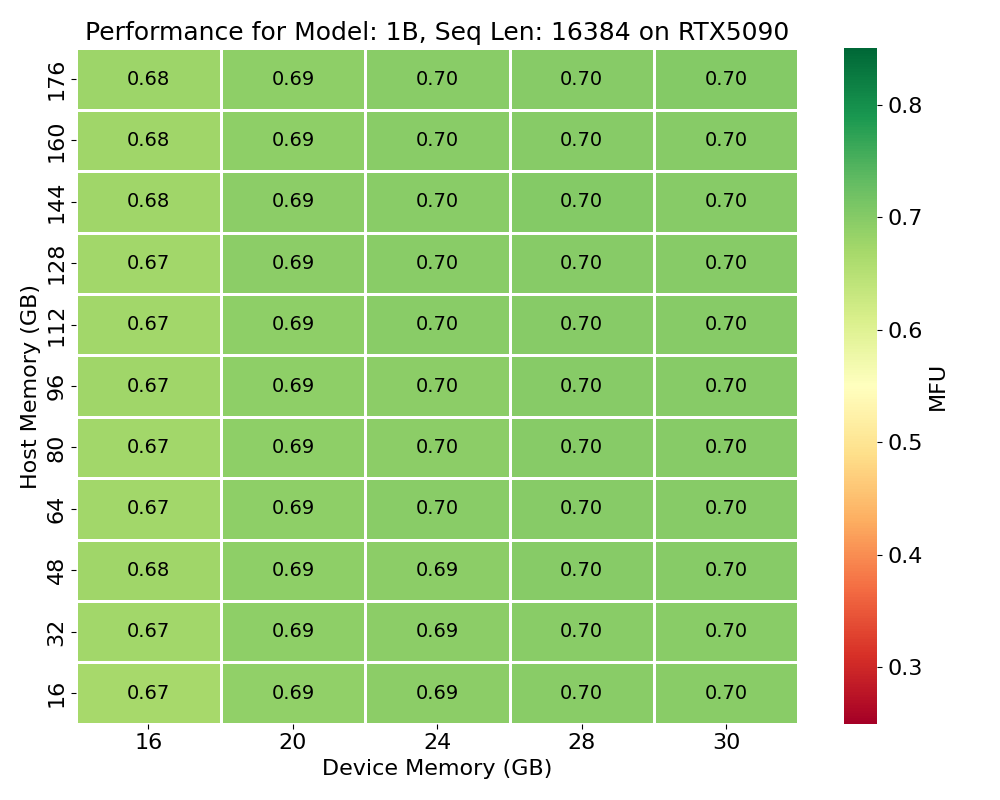 Performance for Model: 1B, Seq Len: 16384 on RTX5090
176 0.68 0.69 0.70 0.70 0.70
160 0.68 0.69 0.70 0.70 0.70
144 0.68 0.69 0.70 0.70 0.70
128 0.67 0.69 0.70 0.70 0.70
112 0.67 0.69 0.70 0.70 0.70
96 0.67 0.69 0.70 0.70 0.70
80 0.67 0.69 0.70 0.70 0.70
64 0.67 0.69 0.70 0.70 0.70
48 0.68 0.69 0.69 0.70 0.70
32 0.67 0.69 0.69 0.70 0.70
16 0.67 0.69 0.69 0.70 0.70
Host Memory (GB)
16 20 24 28 30
Device Memory (GB)
0.8
0.7
0.6
0.5
0.4
0.3
MFU